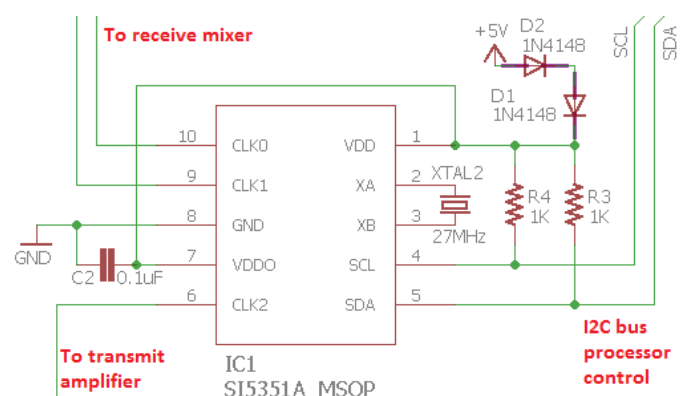 To receive mixer
+5V
D2
1N4148
SCL
SDA
D1
1N4148
10
CLK0
VDD
1
9
CLK1
XA
2
XTAL2
8
GND
XB
3
27MHz
R4
1K
R3
1K
GND
C2
0.1uF
7
VDDO
SCL
4
6
CLK2
SDA
5
To transmit
amplifier
IC1
SI5351A_MSOP
I2C bus
processor
control